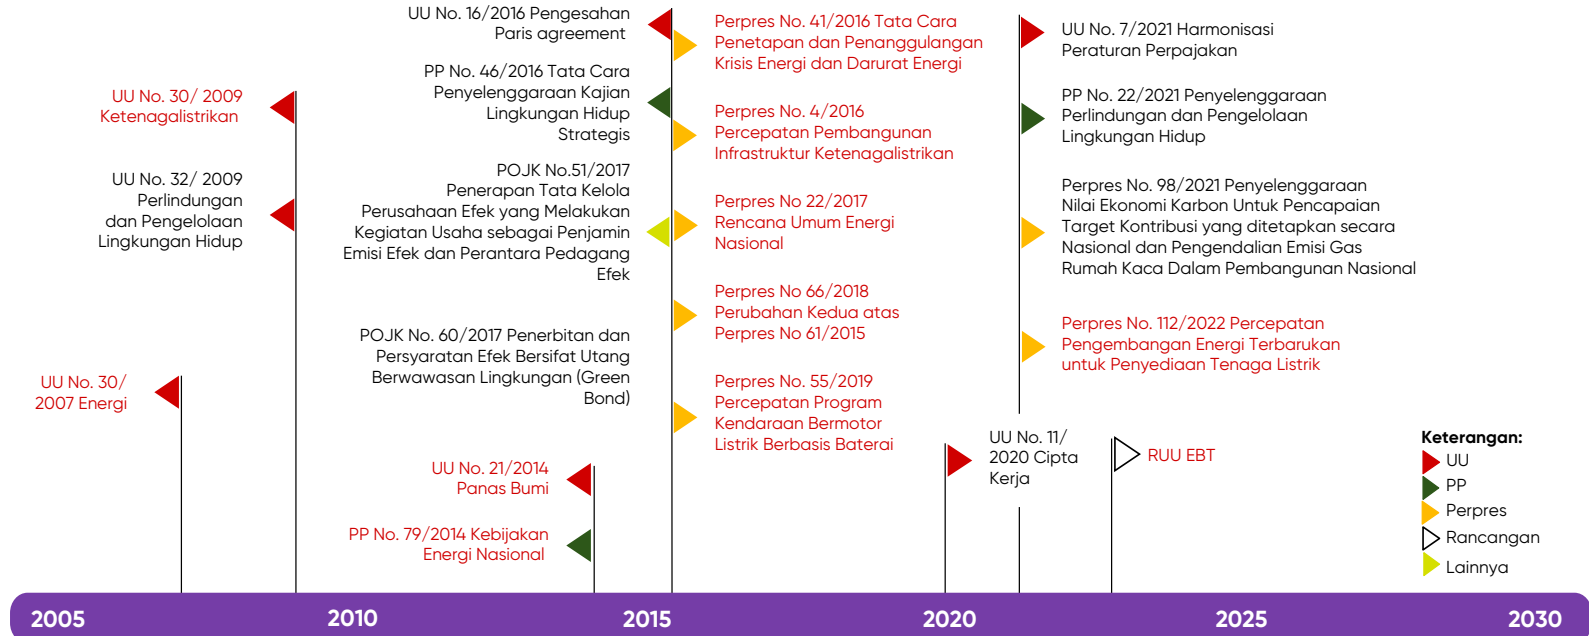 UU No. 30/
2007 Energi
UU No. 30/ 2009
Ketenagalistrikan
UU No. 32/ 2009
Perlindungan
dan Pengelolaan
Lingkungan Hidup
UU No. 21/2014
Panas Bumi
PP No. 79/2014 Kebijakan
Energi Nasional
UU No. 16/2016 Pengesahan
Paris agreement
PP No. 46/2016 Tata Cara
Penyelenggaraan Kajian
Lingkungan Hidup
Strategis
POJK No.51/2017
Penerapan Tata Kelola
Perusahaan Efek yang Melakukan
Kegiatan Usaha sebagai Penjamin
Emisi Efek dan Perantara Pedagang
Efek
POJK No. 60/2017 Penerbitan dan
Persyaratan Efek Bersifat Utang
Berwawasan Lingkungan (Green
Bond)
Perpres No. 41/2016 Tata Cara
Penetapan dan Penanggulangan
Krisis Energi dan Darurat Energi
Perpres No. 4/2016
Percepatan Pembangunan
Infrastruktur Ketenagalistrikan
Perpres No 22/2017
Rencana Umum Energi
Nasional
Perpres No 66/2018
Perubahan Kedua atas
Perpres No 61/2015
Perpres No. 55/2019
Percepatan Program
Kendaraan Bermotor
Listrik Berbasis Baterai
UU No. 11/
2020 Cipta
Kerja
UU No. 7/2021 Harmonisasi
Peraturan Perpajakan
PP No. 22/2021 Penyelenggaraan
Perlindungan dan Pengelolaan
Lingkungan Hidup
Perpres No. 98/2021 Penyelenggaraan
Nilai Ekonomi Karbon Untuk Pencapaian
Target Kontribusi yang ditetapkan secara
Nasional dan Pengendalian Emisi Gas
Rumah Kaca Dalam Pembangunan Nasional
Perpres No. 112/2022 Percepatan
Pengembangan Energi Terbarukan
untuk Penyediaan Tenaga Listrik
RUU EBT
Keterangan:
UU
PP
Perpres
Rancangan
Lainnya
2005
2010
2015
2020
2025
2030